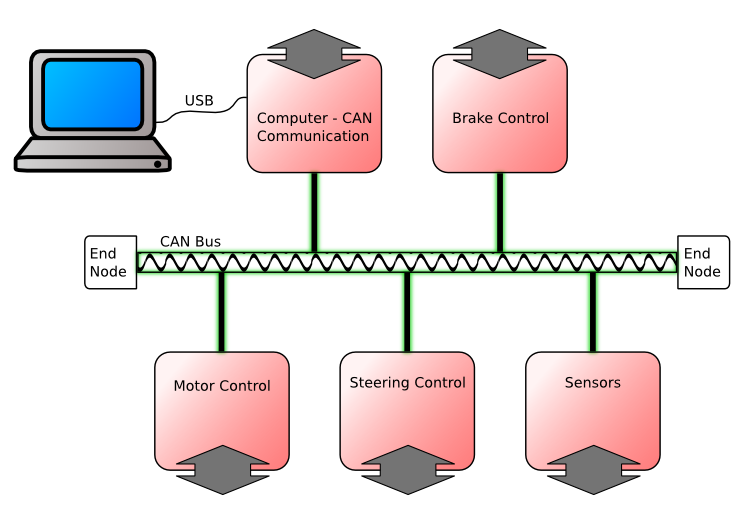 USB
Computer - CAN
Communication
Brake Control
CAN Bus
End
Node
End
Node
Motor Control
Steering Control
Sensors